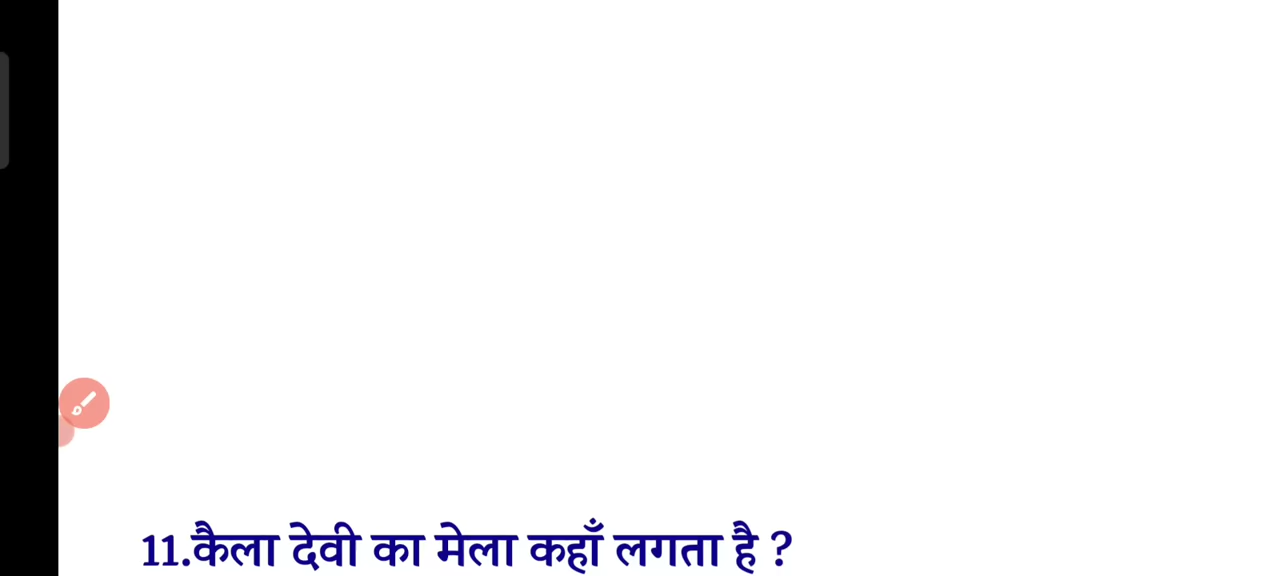 11.कैला देवी का मेला कहाँ लगता है ?